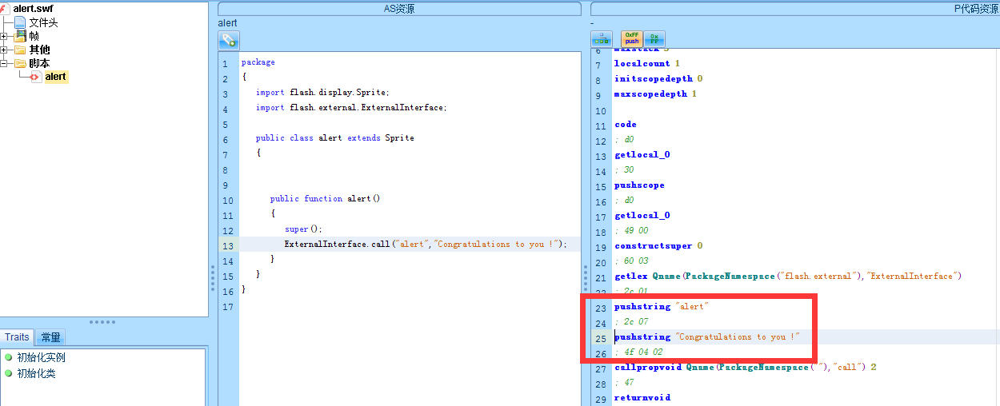 alert.swf
文件头
帧
其他
脚本
alert
Traits 常量
初始化实例
初始化类
AS资源
alert
1 package
2 {
3 import flash.display.Sprite;
4 import flash.external.ExternalInterface;
5
6 public class alert extends Sprite
7 {
8
9
10 public function alert()
11 {
12 super();
13 ExternalInterface.call("alert","Congratulations to you !");
14 }
15 }
16 }
17
P代码资源
-
0xFF push
0x FF
6 maxstack 3
7 localcount 1
8 initscopedepth 0
9 maxscopedepth 1
10
11 code
12 ; d0
13 getlocal_0
14 ; 30
15 pushscope
16 ; d0
17 getlocal_0
18 ; 49 00
19 constructsuper 0
20 ; 60 03
21 getlex Qname(PackageNamespace("flash.external"),"ExternalInterface")
22 ; 2c 01
23 pushstring "alert"
24 ; 2c 07
25 pushstring "Congratulations to you !"
26 ; 4f 04 02
27 callpropvoid Qname(PackageNamespace(""),"call") 2
28 ; 47
29 returnvoid